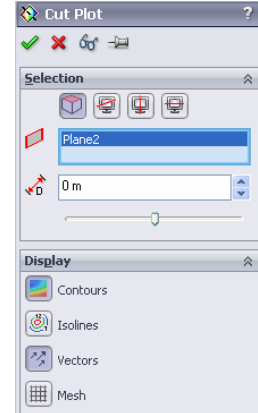 Cut Plot ?
Selection
Plane2
D 0 m
Display
Contours
Isolines
Vectors
Mesh